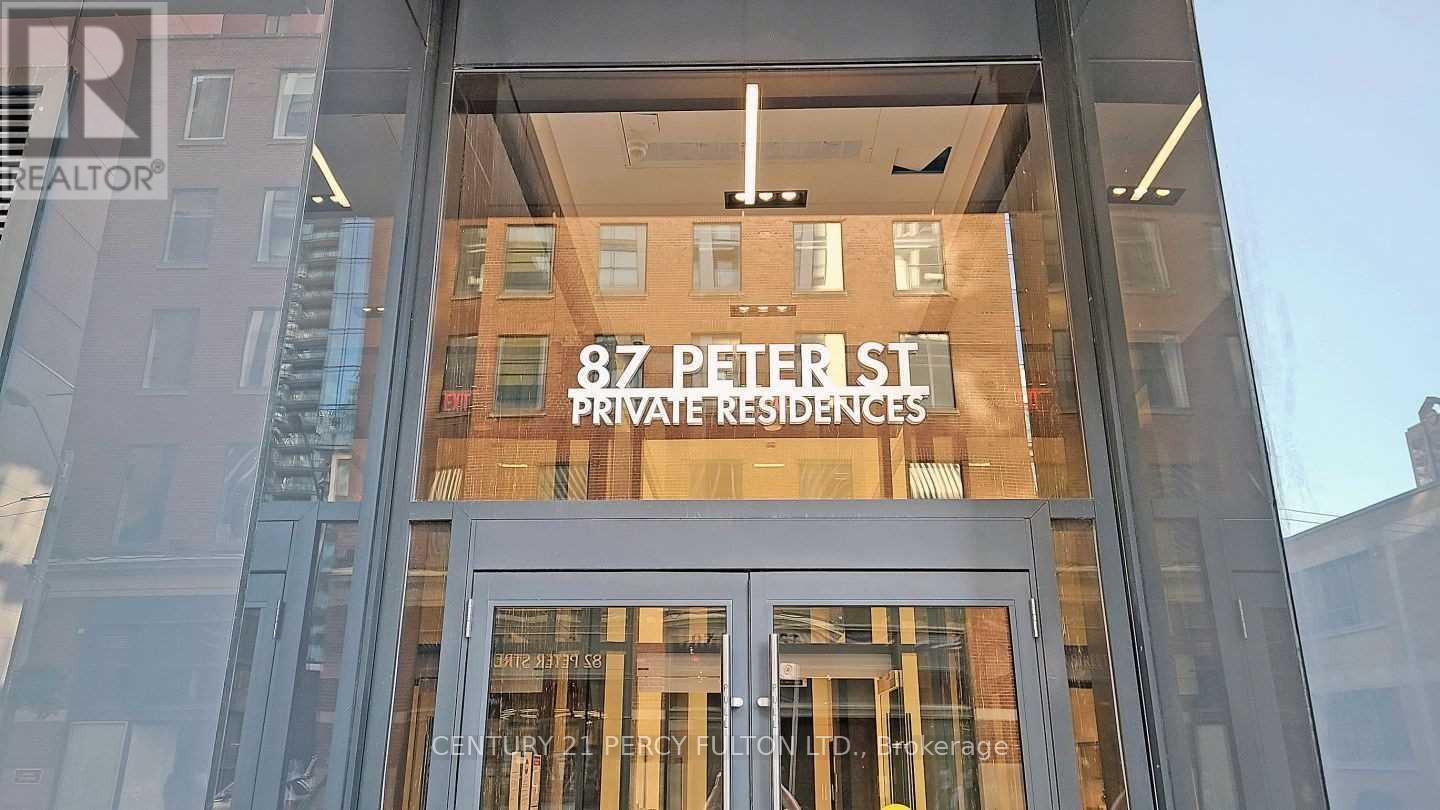 R
REALTOR®
87 PETER ST
PRIVATE RESIDENCES
EXIT
EXIT
82 PETER STRE
CENTURY 21 PERCY FULTON LTD., Brokerage